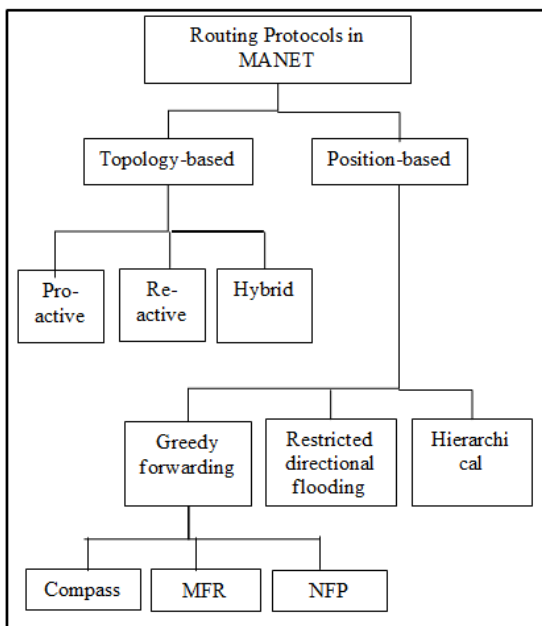 Routing Protocols in
MANET
Topology-based
Position-based
Pro-
active
Re-
active
Hybrid
Greedy
forwarding
Restricted
directional
flooding
Hierarchi
cal
Compass
MFR
NFP